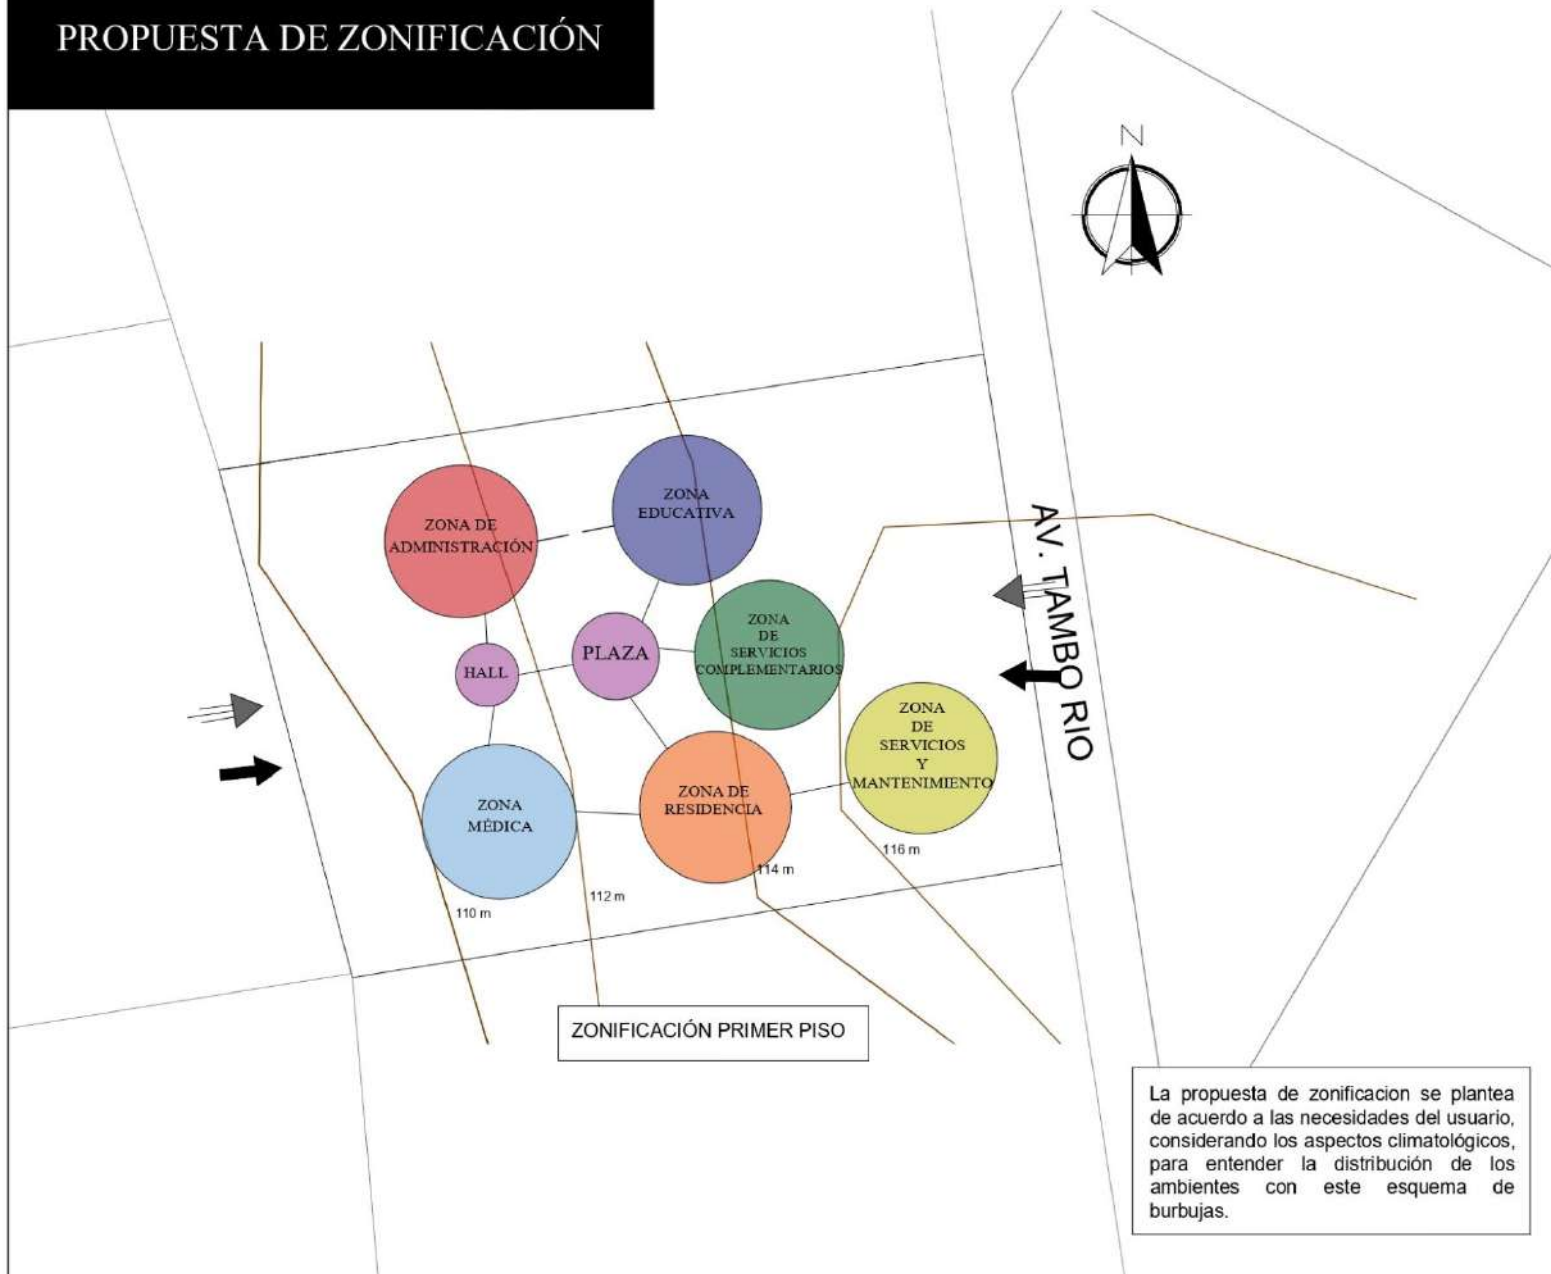 PROPUESTA DE ZONIFICACIÓN
N
ZONA
EDUCATIVA
ZONA DE
ADMINISTRACIÓN
AV. TAMBO RIO
ZONA
DE
SERVICIOS
COMPLEMENTARIOS
PLAZA
HALL
ZONA
DE
SERVICIOS
Y
MANTENIMIENTO
ZONA DE
RESIDENCIA
ZONA
MÉDICA
116 m
114 m
112 m
110 m
ZONIFICACIÓN PRIMER PISO
La propuesta de zonificacion se plantea
de acuerdo a las necesidades del usuario,
considerando los aspectos climatológicos,
para entender la distribución de los
ambientes con este esquema de
burbujas.